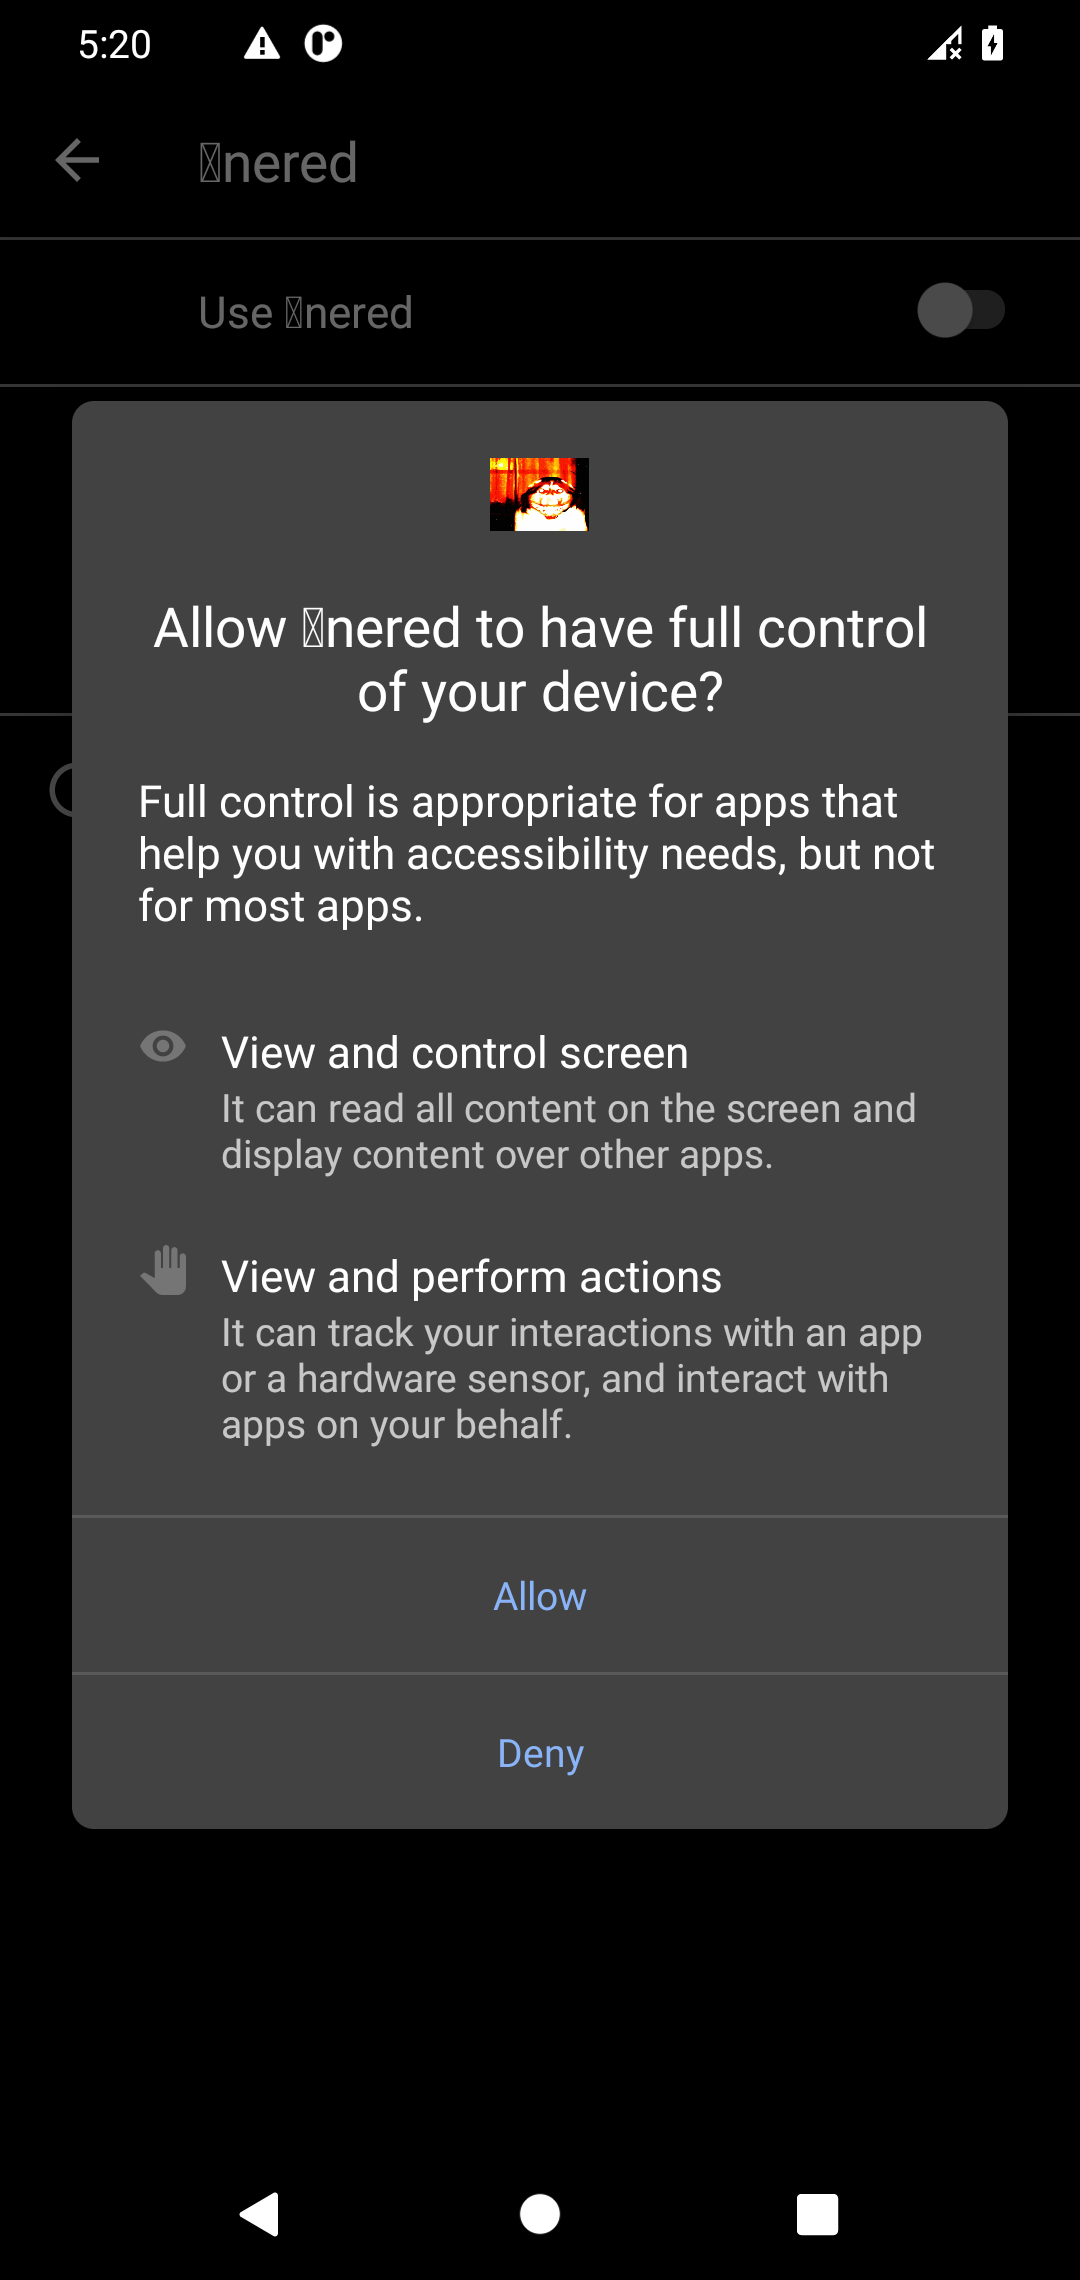 5:20
nered
Use nered
Allow nered to have full control
of your device?
Full control is appropriate for apps that
help you with accessibility needs, but not
for most apps.
View and control screen
It can read all content on the screen and
display content over other apps.
View and perform actions
It can track your interactions with an app
or a hardware sensor, and interact with
apps on your behalf.
Allow
Deny